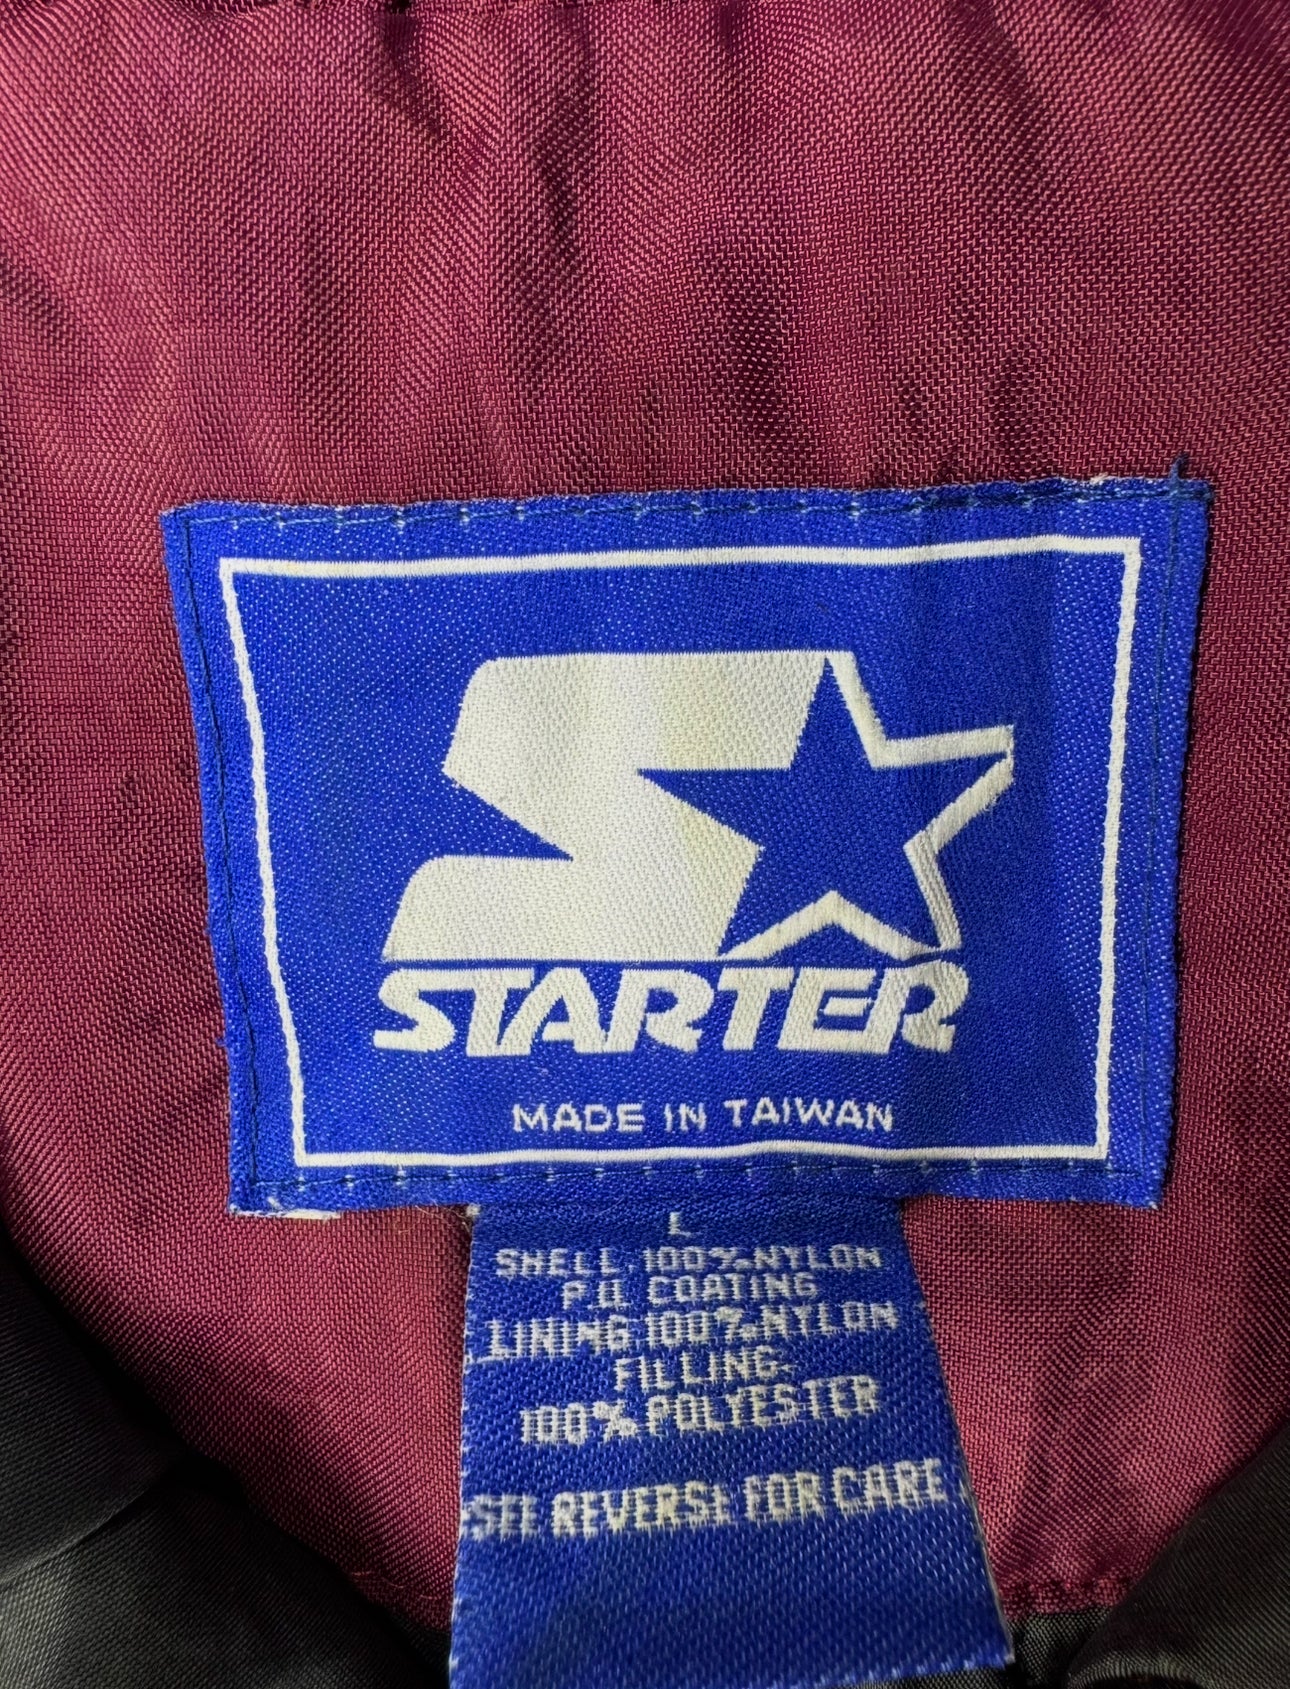 STARTER
MADE IN TAIWAN
L
SHELL 100% NYLON
P.U. COATING
LINING 100% NYLON
FILLING
100% POLYESTER
SEE REVERSE FOR CARE